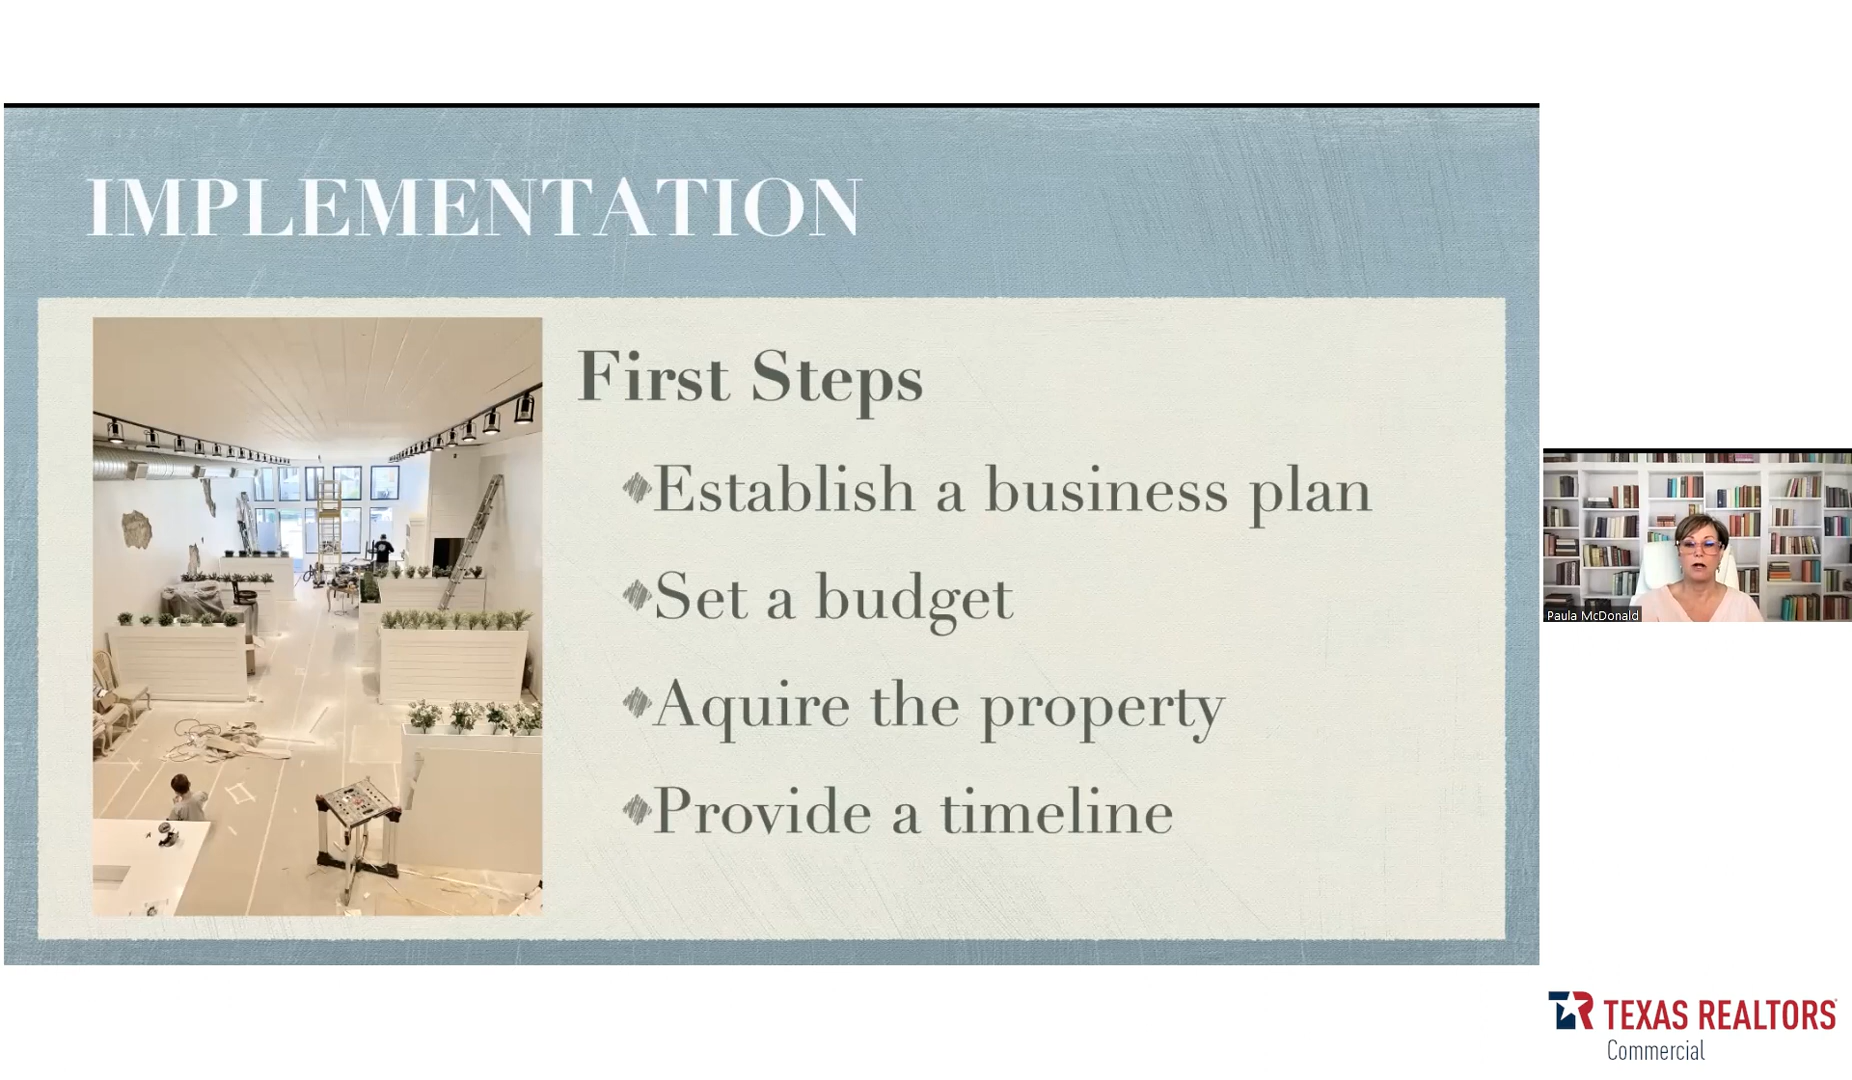 IMPLEMENTATION
First Steps
Establish a business plan
Set a budget
Aquire the property
Provide a timeline
Paula McDonald
TEXAS REALTORS
Commercial